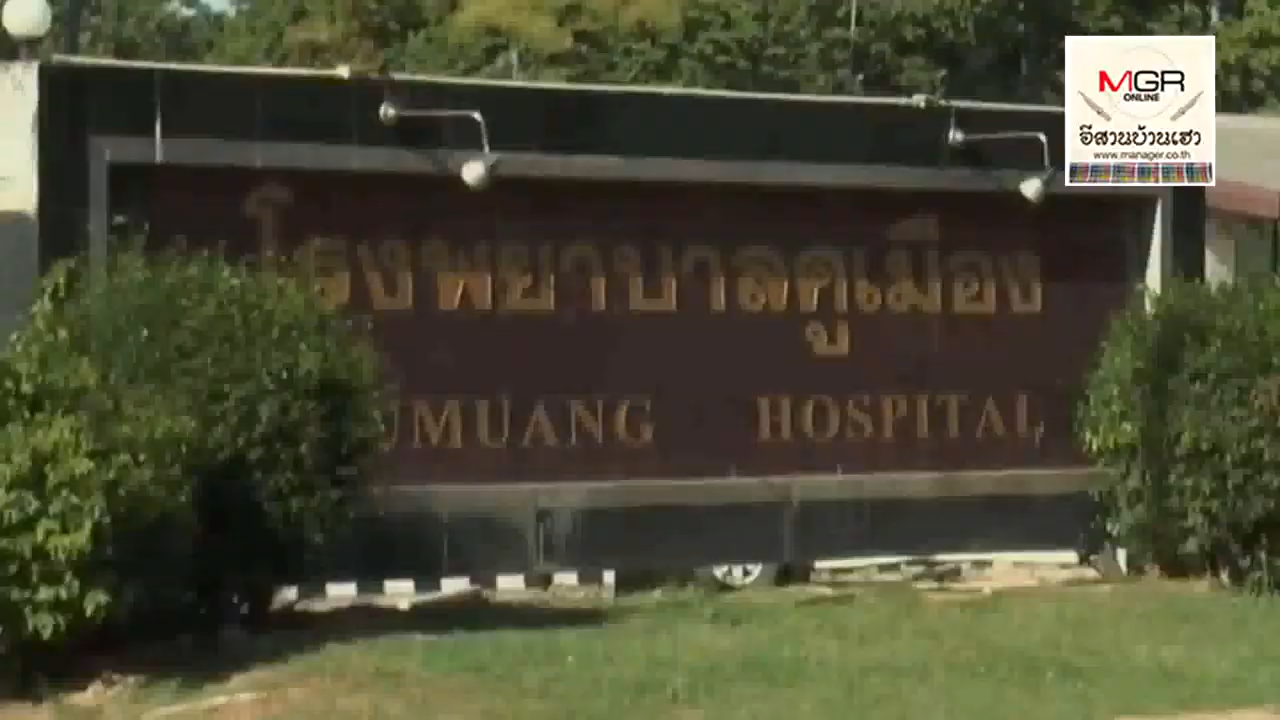 MGR
ONLINE
อีสานบ้านเฮา
www.manager.co.th
โรงพยาบาลคูเมือง
UMUANG HOSPITAL